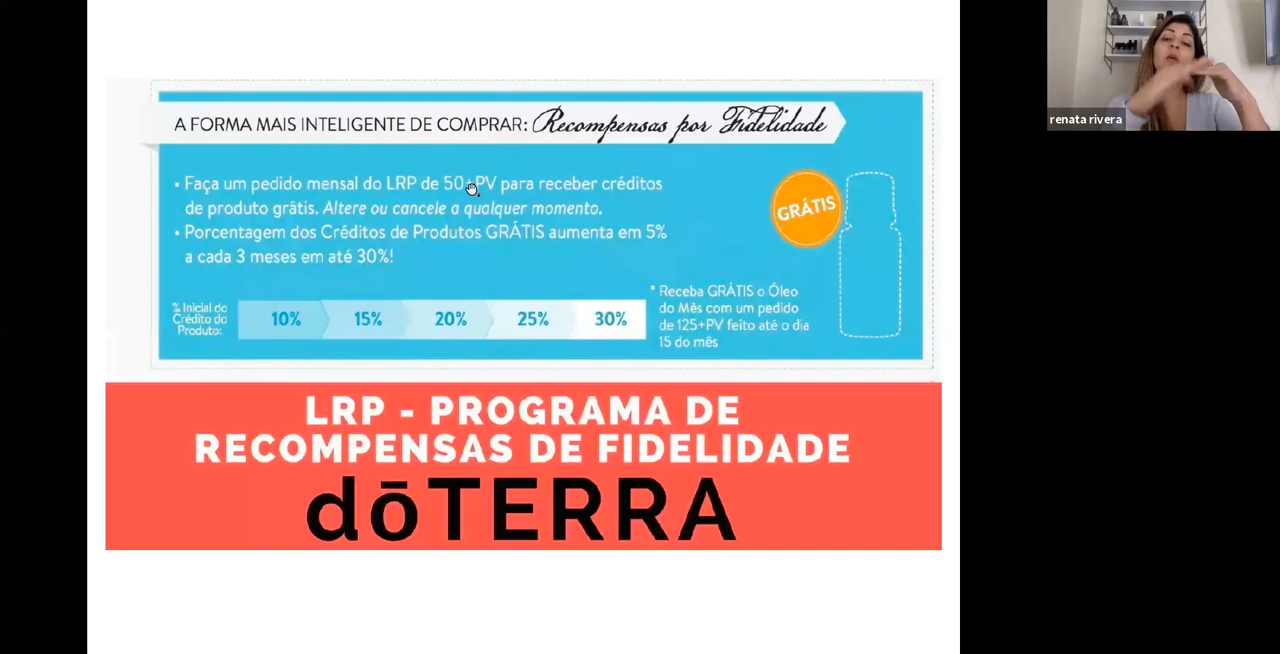 A FORMA MAIS INTELIGENTE DE COMPRAR: Recompensas por Fidelidade
• Faça um pedido mensal do LRP de 50+PV para receber créditos
de produto grátis. Altere ou cancele a qualquer momento.
• Porcentagem dos Créditos de Produtos GRÁTIS aumenta em 5%
a cada 3 meses em até 30%!
GRÁTIS
% Inicial do
Crédito do
Produto:
10% 15% 20% 25% 30%
* Receba GRÁTIS o Óleo
do Mês com um pedido
de 125+PV feito até o dia
15 do mês
LRP - PROGRAMA DE
RECOMPENSAS DE FIDELIDADE
dōTERRA
renata rivera